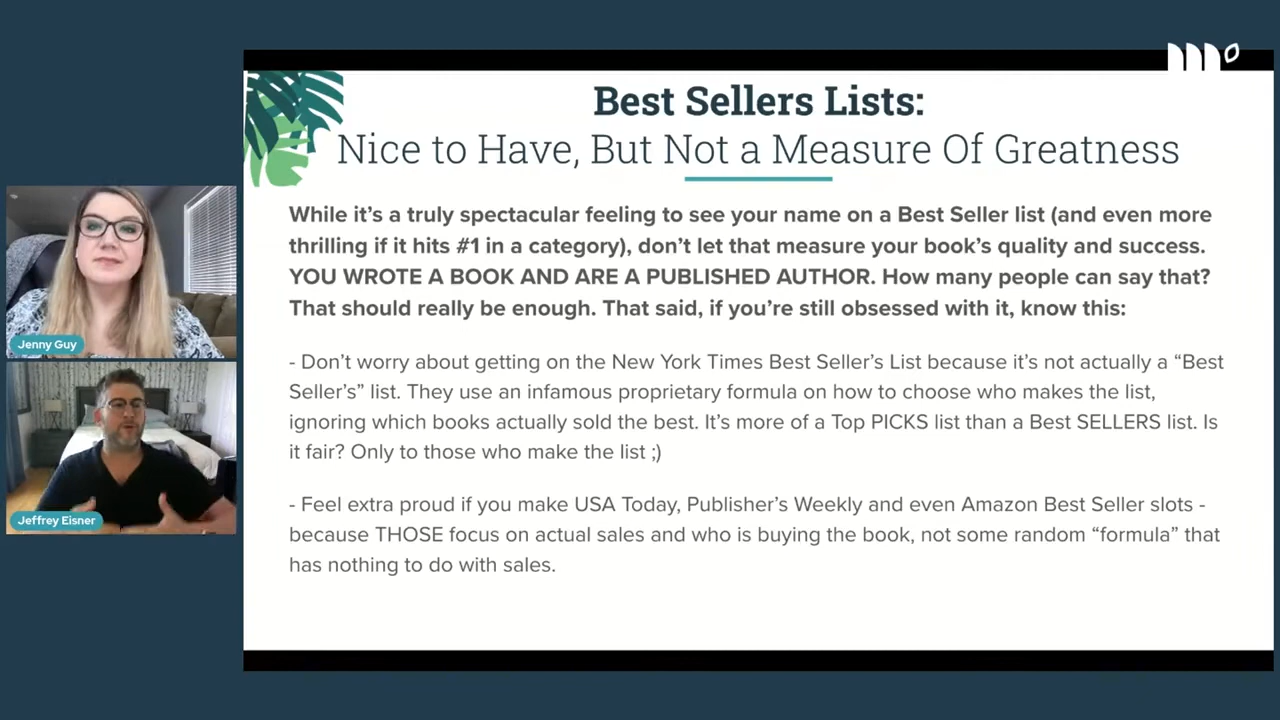 Best Sellers Lists:
Nice to Have, But Not a Measure Of Greatness
While it’s a truly spectacular feeling to see your name on a Best Seller list (and even more
thrilling if it hits #1 in a category), don’t let that measure your book’s quality and success.
YOU WROTE A BOOK AND ARE A PUBLISHED AUTHOR. How many people can say that?
That should really be enough. That said, if you’re still obsessed with it, know this:
- Don’t worry about getting on the New York Times Best Seller’s List because it’s not actually a “Best
Seller’s” list. They use an infamous proprietary formula on how to choose who makes the list,
ignoring which books actually sold the best. It’s more of a Top PICKS list than a Best SELLERS list. Is
it fair? Only to those who make the list ;)
- Feel extra proud if you make USA Today, Publisher’s Weekly and even Amazon Best Seller slots -
because THOSE focus on actual sales and who is buying the book, not some random “formula” that
has nothing to do with sales.
Jenny Guy
Jeffrey Eisner